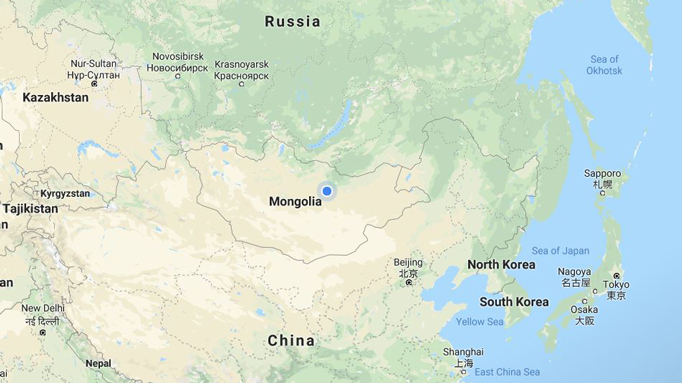 Russia
Novosibirsk
Новосибирск
Krasnoyarsk
Красноярск
Nur-Sultan
Нур-Султан
Kazakhstan
Sea of
Okhotsk
Kyrgyzstan
Tajikistan
an
Mongolia
Sapporo
札幌
Sea of Japan
Beijing
北京
North Korea
Nagoya
名古屋
Tokyo
東京
Osaka
大阪
South Korea
an
New Delhi
नई दिल्ली
Yellow Sea
China
Shanghai
上海
Nepal
East China Sea